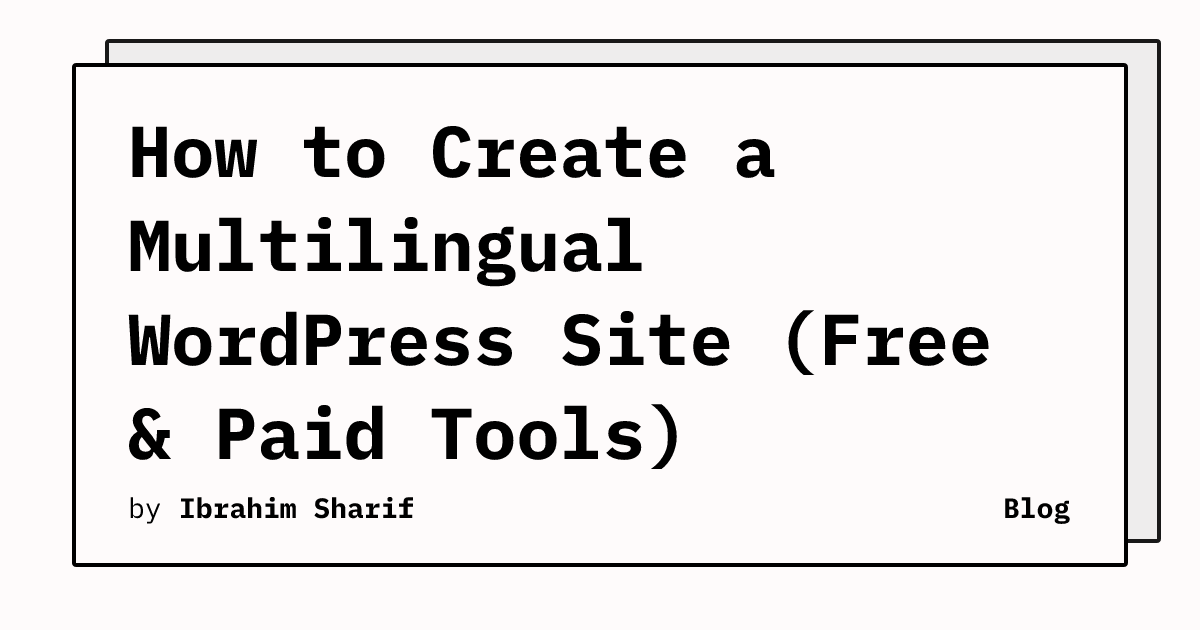 How to Create a
Multilingual
WordPress Site (Free
& Paid Tools)
by Ibrahim Sharif
Blog